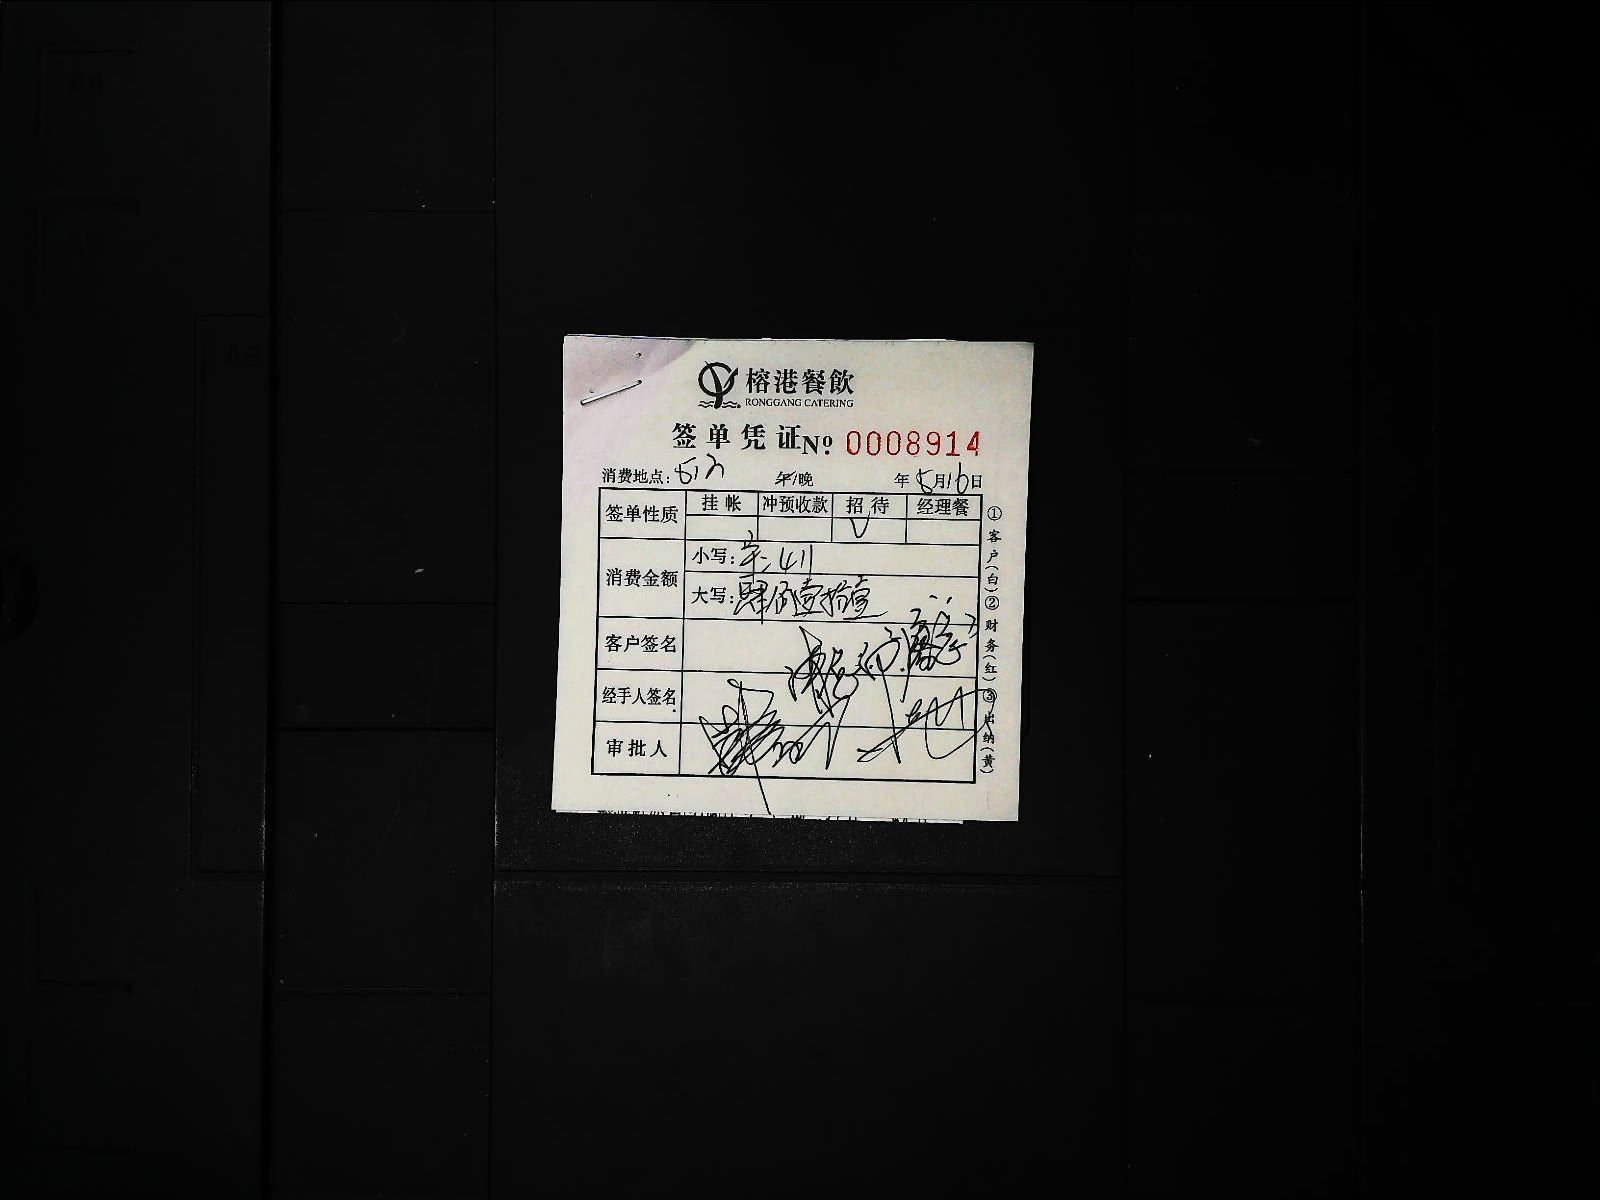 榕港餐飲
RONGGANG CATERING
签单凭证№ 0008914
消费地点: 午/晚 年 5月16日
签单性质 挂帐 冲预收款 招待 经理餐
√
消费金额 小写: 411
大写: 肆佰壹拾壹
客户签名
经手人签名
审批人
①客户(白)②财务(红)③出纳(黄)